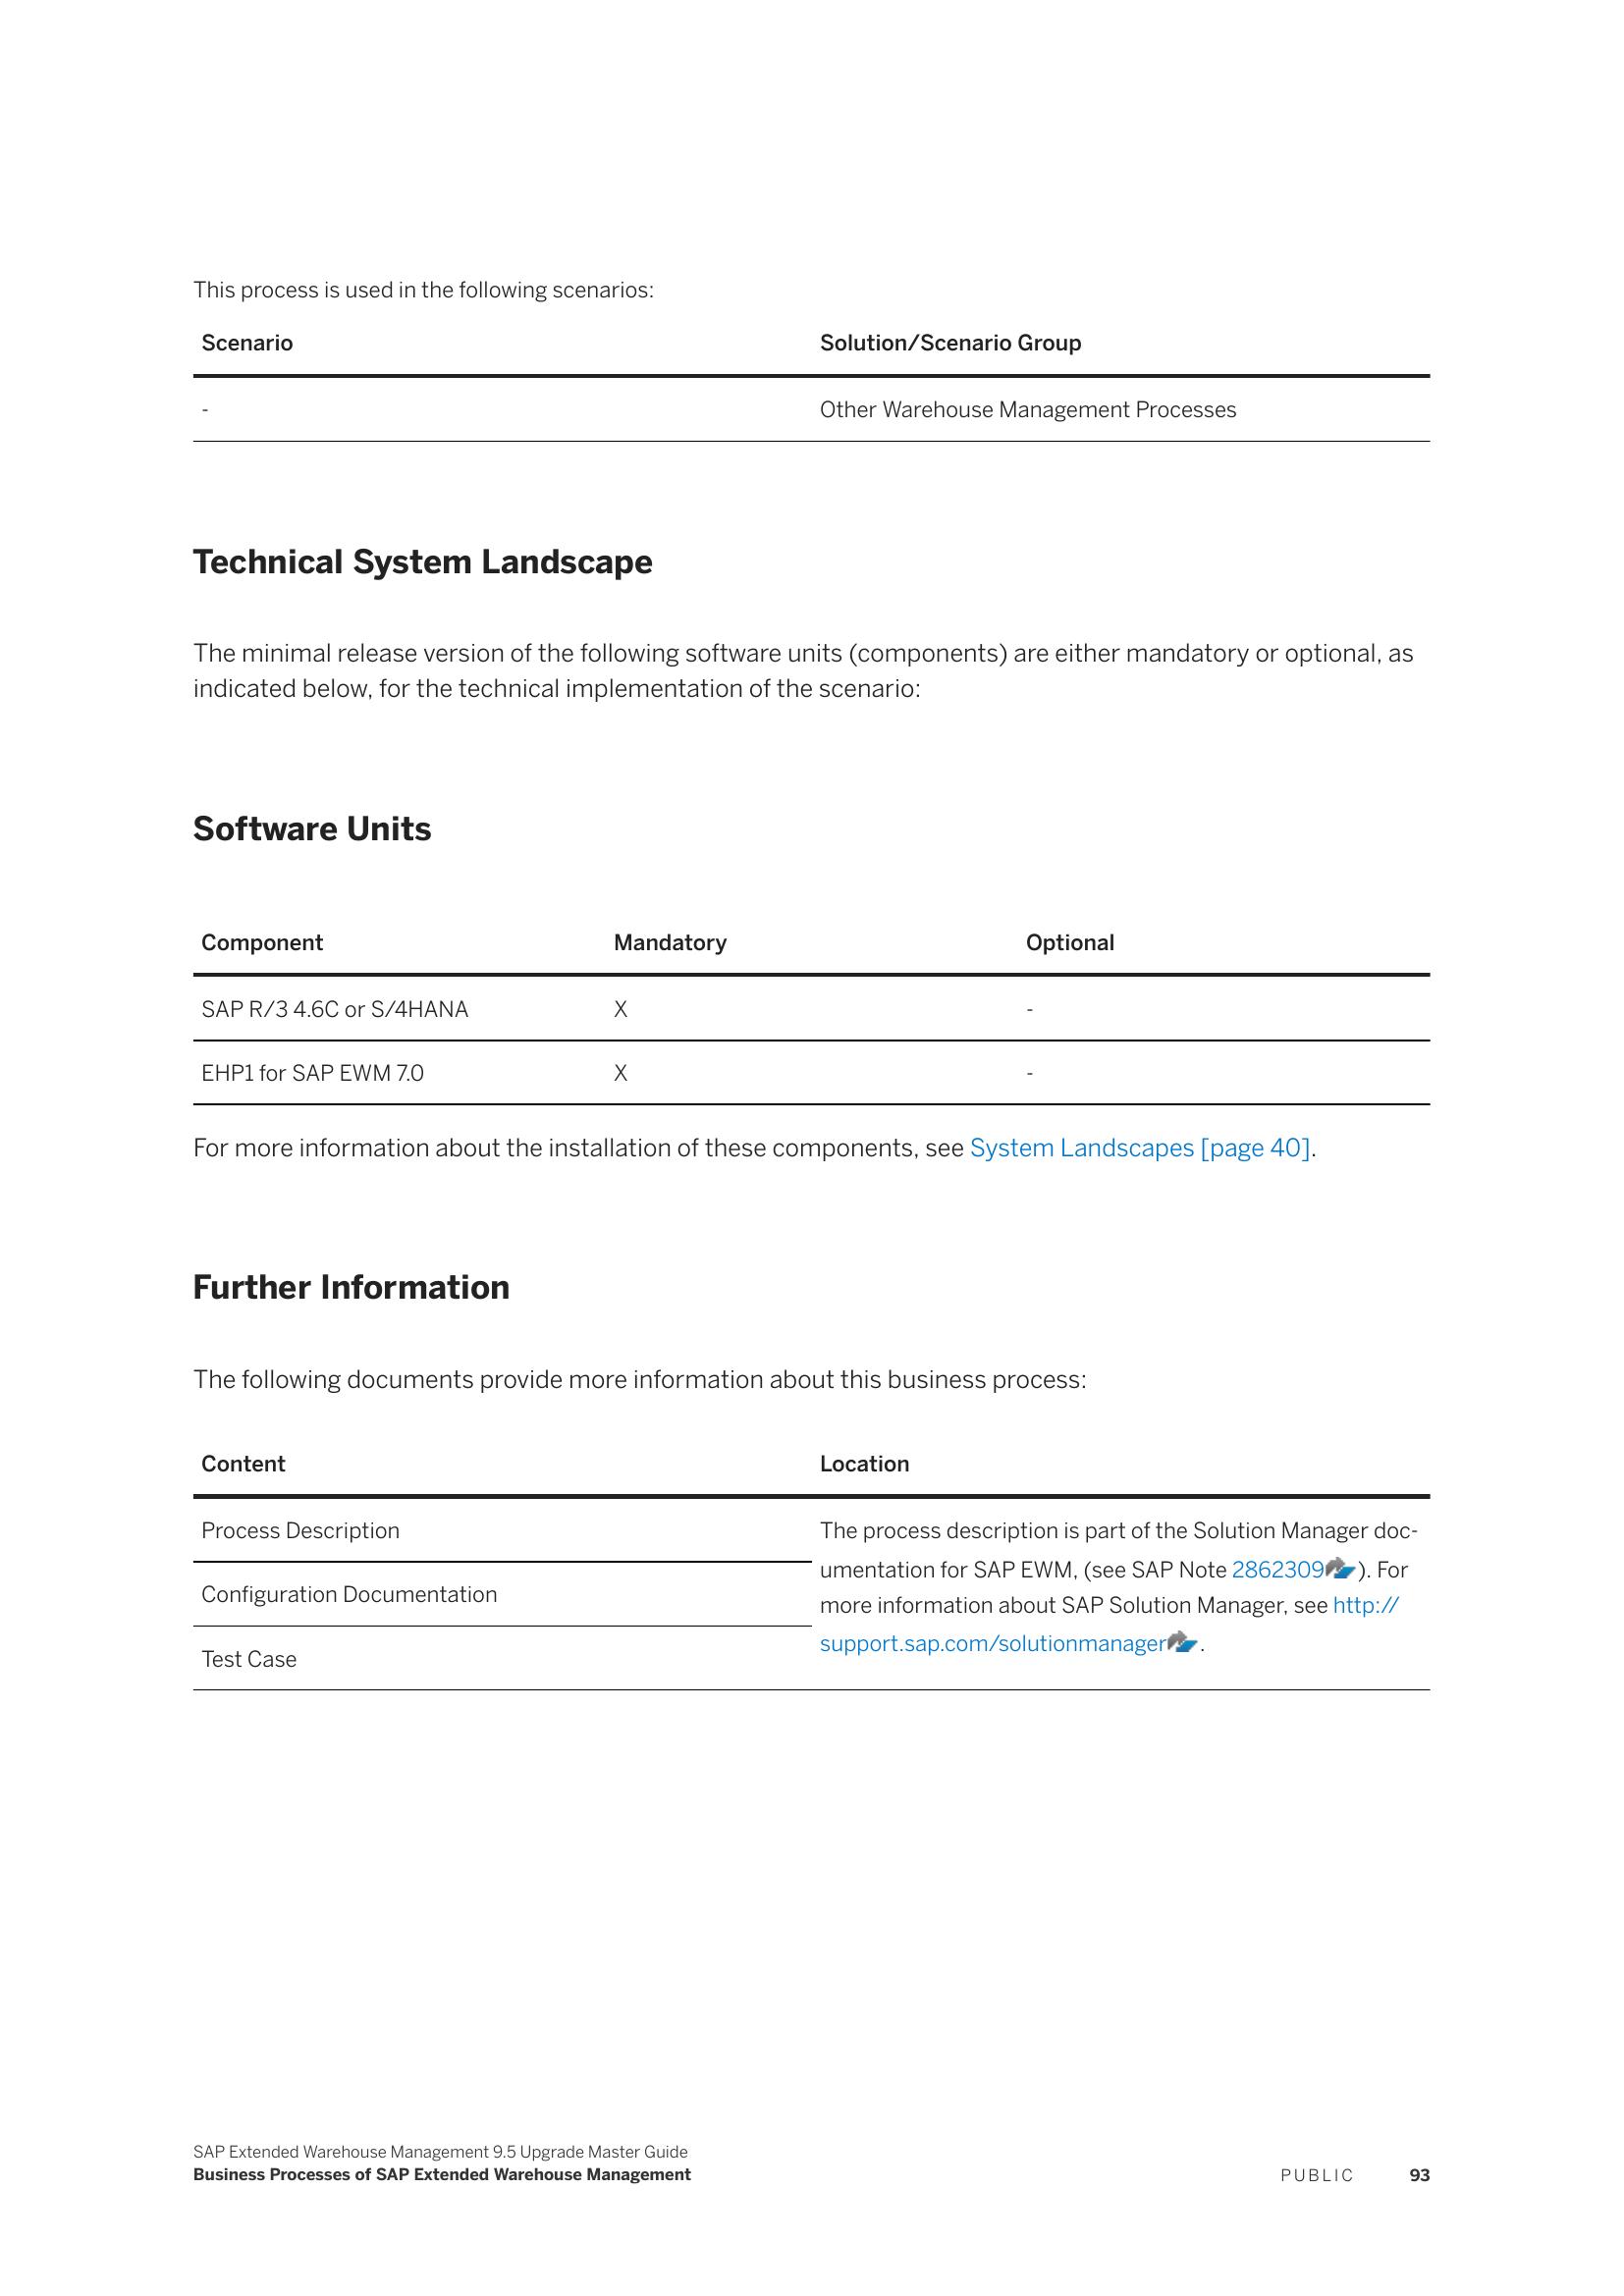 This process is used in the following scenarios:
Scenario Solution/Scenario Group
- Other Warehouse Management Processes
Technical System Landscape
The minimal release version of the following software units (components) are either mandatory or optional, as
indicated below, for the technical implementation of the scenario:
Software Units
Component Mandatory Optional
SAP R/3 4.6C or S/4HANA X -
EHP1 for SAP EWM 7.0 X -
For more information about the installation of these components, see System Landscapes [page 40].
Further Information
The following documents provide more information about this business process:
Content Location
Process Description
Configuration Documentation
Test Case
The process description is part of the Solution Manager doc-
umentation for SAP EWM, (see SAP Note 2862309). For
more information about SAP Solution Manager, see http://
support.sap.com/solutionmanager.
SAP Extended Warehouse Management 9.5 Upgrade Master Guide
Business Processes of SAP Extended Warehouse Management PUBLIC 93